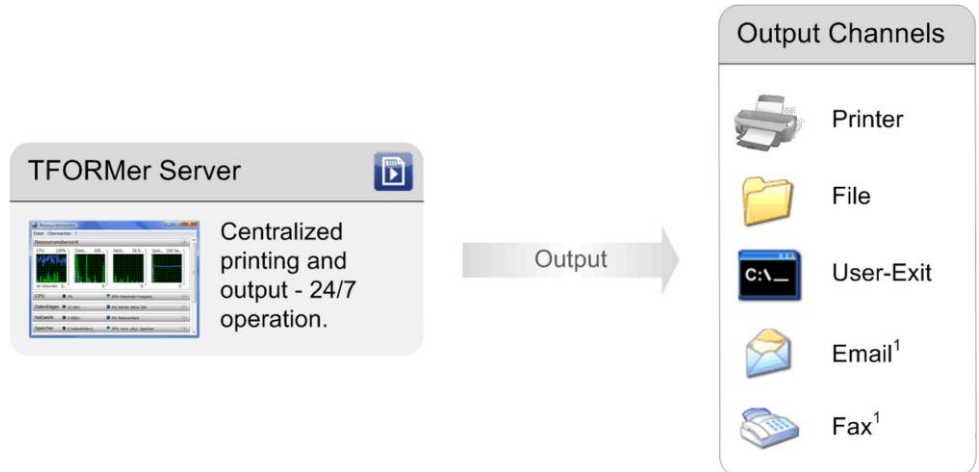 Output Channels
Printer
File
C:\_
User-Exit
Email¹
Fax¹
TFORMer Server
Centralized
printing and
output - 24/7
operation.
Output